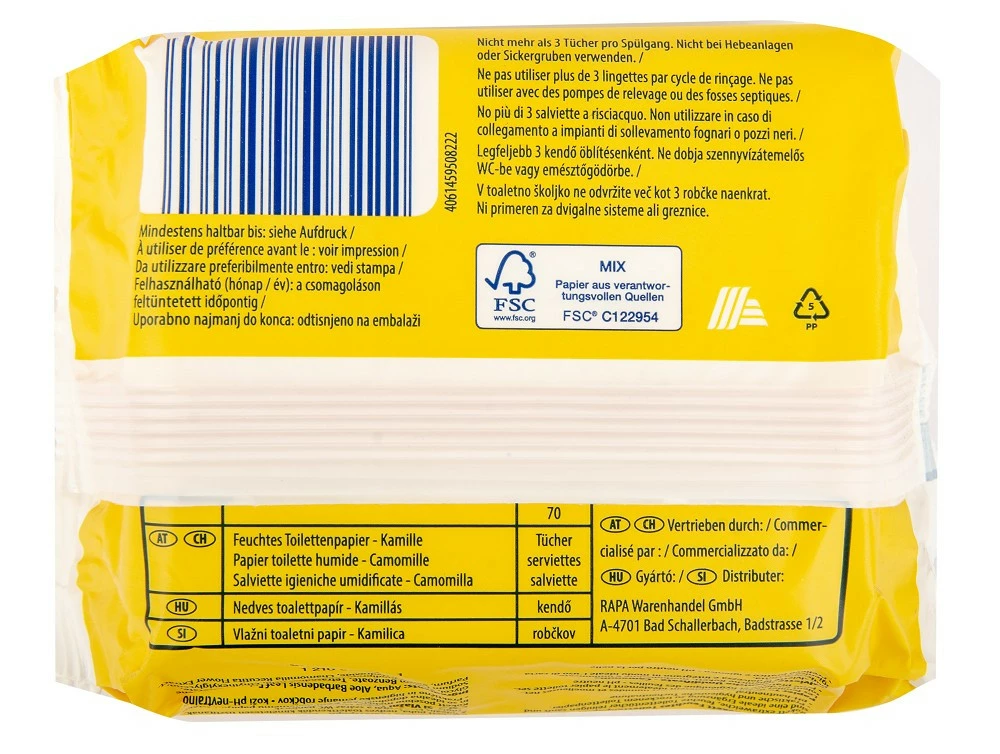 4061459508222
Nicht mehr als 3 Tücher pro Spülgang. Nicht bei Hebeanlagen
oder Sickergruben verwenden. /
Ne pas utiliser plus de 3 lingettes par cycle de rinçage. Ne pas
utiliser avec des pompes de relevage ou des fosses septiques. /
No più di 3 salviette a risciacquo. Non utilizzare in caso di
collegamento a impianti di sollevamento fognari o pozzi neri. /
Legfeljebb 3 kendő öblítésenként. Ne dobja szennyvízátemelős
WC-be vagy emésztőgödörbe. /
V toaletno školjko ne odvržite več kot 3 robčke naenkrat.
Ni primeren za dvigalne sisteme ali greznice.
Mindestens haltbar bis: siehe Aufdruck /
À utiliser de préférence avant le : voir impression /
Da utilizzare preferibilmente entro: vedi stampa /
Felhasználható (hónap / év): a csomagoláson
feltüntetett időpontig /
Uporabno najmanj do konca: odtisnjeno na embalaži
FSC®
www.fsc.org
MIX
Papier aus verantwor-
tungsvollen Quellen
FSC® C122954
5
PP
70
AT CH Feuchtes Toilettenpapier - Kamille Tücher
Papier toilette humide - Camomille serviettes
Salviette igieniche umidificate - Camomilla salviette
HU Nedves toalettpapír - Kamillás kendő
SI Vlažni toaletni papir - Kamilica robčkov
AT CH Vertrieben durch: / Commer-
cialisé par : / Commercializzato da: /
HU Gyártó: / SI Distributer:
RAPA Warenhandel GmbH
A-4701 Bad Schallerbach, Badstrasse 1/2
robčkov - koži pH-nevtralno
Aqua, Aloe Barbadensis Leaf